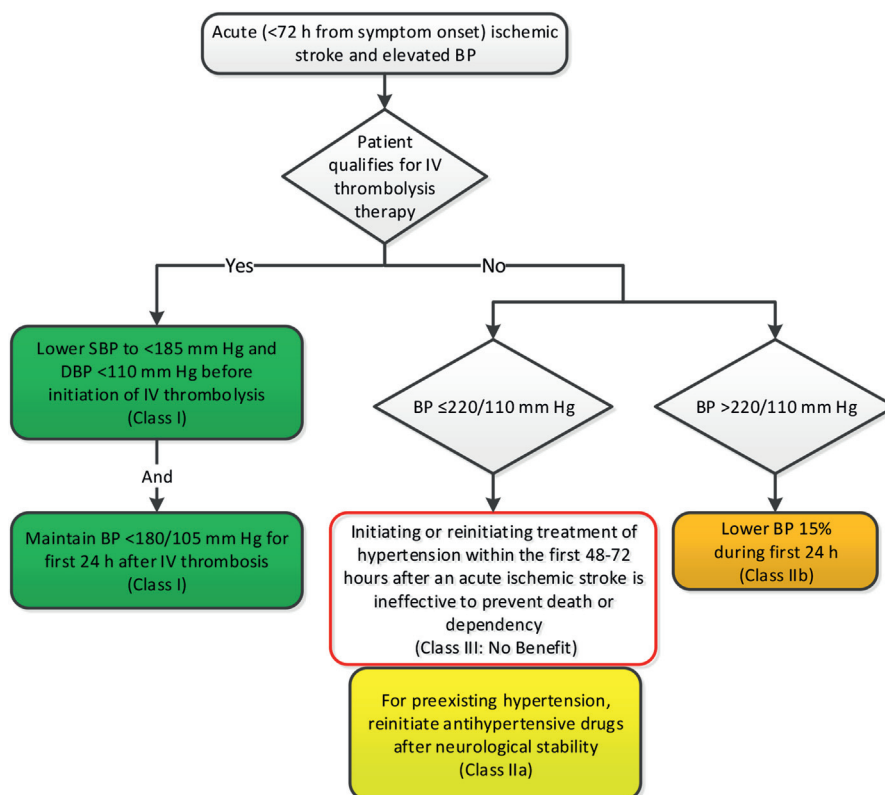 Acute (<72 h from symptom onset) ischemic
stroke and elevated BP
Patient
qualifies for IV
thrombolysis
therapy
Yes
No
Lower SBP to <185 mm Hg and
DBP <110 mm Hg before
initiation of IV thrombolysis
(Class I)
And
Maintain BP <180/105 mm Hg for
first 24 h after IV thrombosis
(Class I)
BP ≤220/110 mm Hg
BP >220/110 mm Hg
Initiating or reinitiating treatment of
hypertension within the first 48-72
hours after an acute ischemic stroke is
ineffective to prevent death or
dependency
(Class III: No Benefit)
Lower BP 15%
during first 24 h
(Class IIb)
For preexisting hypertension,
reinitiate antihypertensive drugs
after neurological stability
(Class IIa)